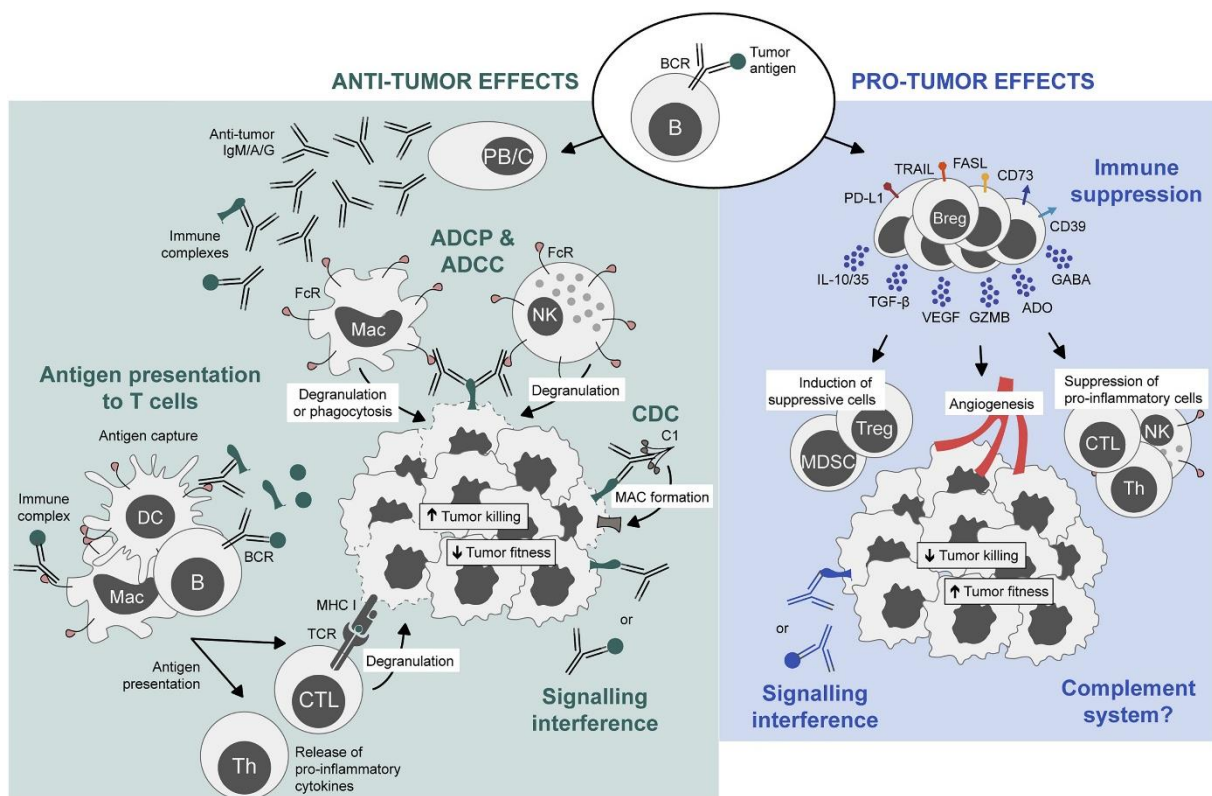 ANTI-TUMOR EFFECTS
BCR
Tumor
antigen
B
PRO-TUMOR EFFECTS
Anti-tumor
IgM/A/G
PB/C
Immune
complexes
ADCP &
ADCC
FcR
FcR
Mac
NK
Degranulation
or phagocytosis
Degranulation
Antigen presentation
to T cells
Antigen capture
Immune
complex
DC
BCR
Mac
B
CDC
C1
MAC formation
↑ Tumor killing
↓ Tumor fitness
MHC I
TCR
Degranulation
Antigen
presentation
CTL
Th
Release of
pro-inflammatory
cytokines
or
Signalling
interference
TRAIL
FASL
CD73
PD-L1
CD39
Breg
Immune
suppression
IL-10/35
TGF-β
VEGF
GZMB
ADO
GABA
Induction of
suppressive cells
Treg
MDSC
Angiogenesis
Suppression of
pro-inflammatory cells
CTL
NK
Th
↓ Tumor killing
↑ Tumor fitness
or
Signalling
interference
Complement
system?